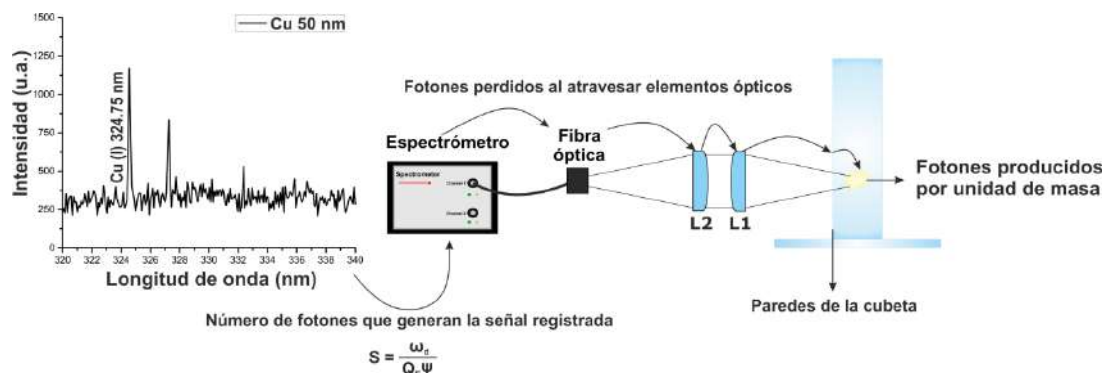 1500
1250
1000
750
500
250
0
Intensidad (u.a.)
Cu 50 nm
Cu (I) 324.75 nm
320 322 324 326 328 330 332 334 336 338 340
Longitud de onda (nm)
Fotones perdidos al atravesar elementos ópticos
Espectrómetro
Fibra
óptica
Spectrometer
L2 L1
Fotones producidos
por unidad de masa
Paredes de la cubeta
Número de fotones que generan la señal registrada